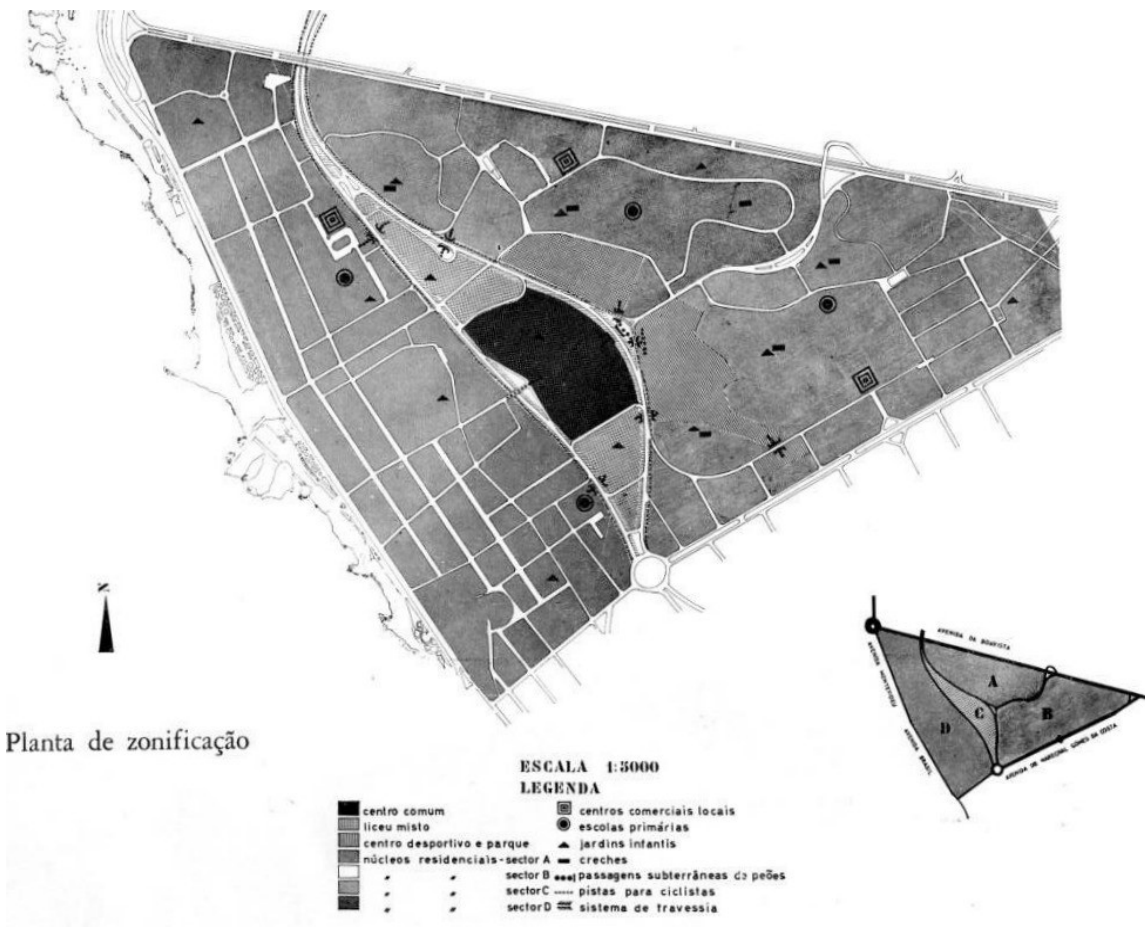 N
AVENIDA DA BOAVISTA
AVENIDA MONTEVIDEU
AVENIDA BRASIL
AVENIDA DE MARECHAL GOMES DA COSTA
A
B
C
D
Planta de zonificação
ESCALA 1:5000
LEGENDA
centro comum
liceu misto
centro desportivo e parque
núcleos residenciais-sector A
" " sector B
" " sector C
" " sector D
centros comerciais locais
escolas primárias
jardins infantis
creches
passagens subterrâneas de peões
pistas para ciclistas
sistema de travessia